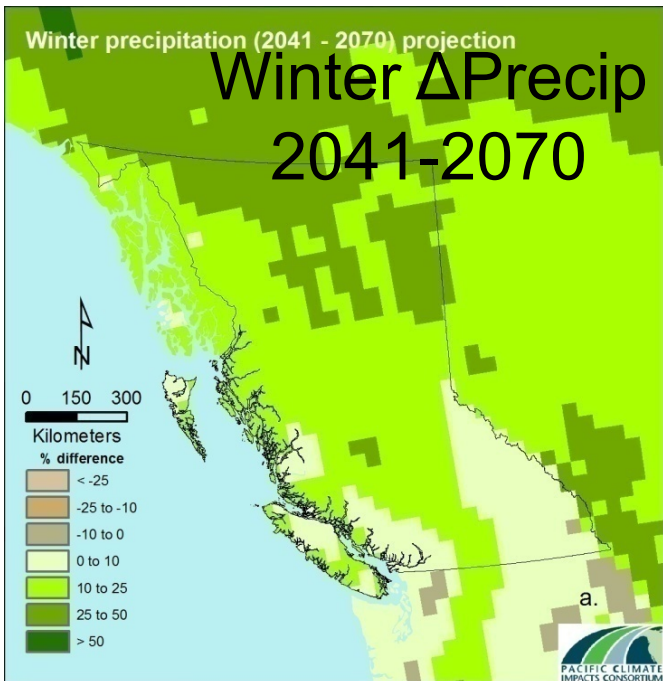 Winter precipitation (2041 - 2070) projection
Winter ΔPrecip
2041-2070
N
0 150 300
Kilometers
% difference
< -25
-25 to -10
-10 to 0
0 to 10
10 to 25
25 to 50
> 50
a.
PACIFIC CLIMATE
IMPACTS CONSORTIUM